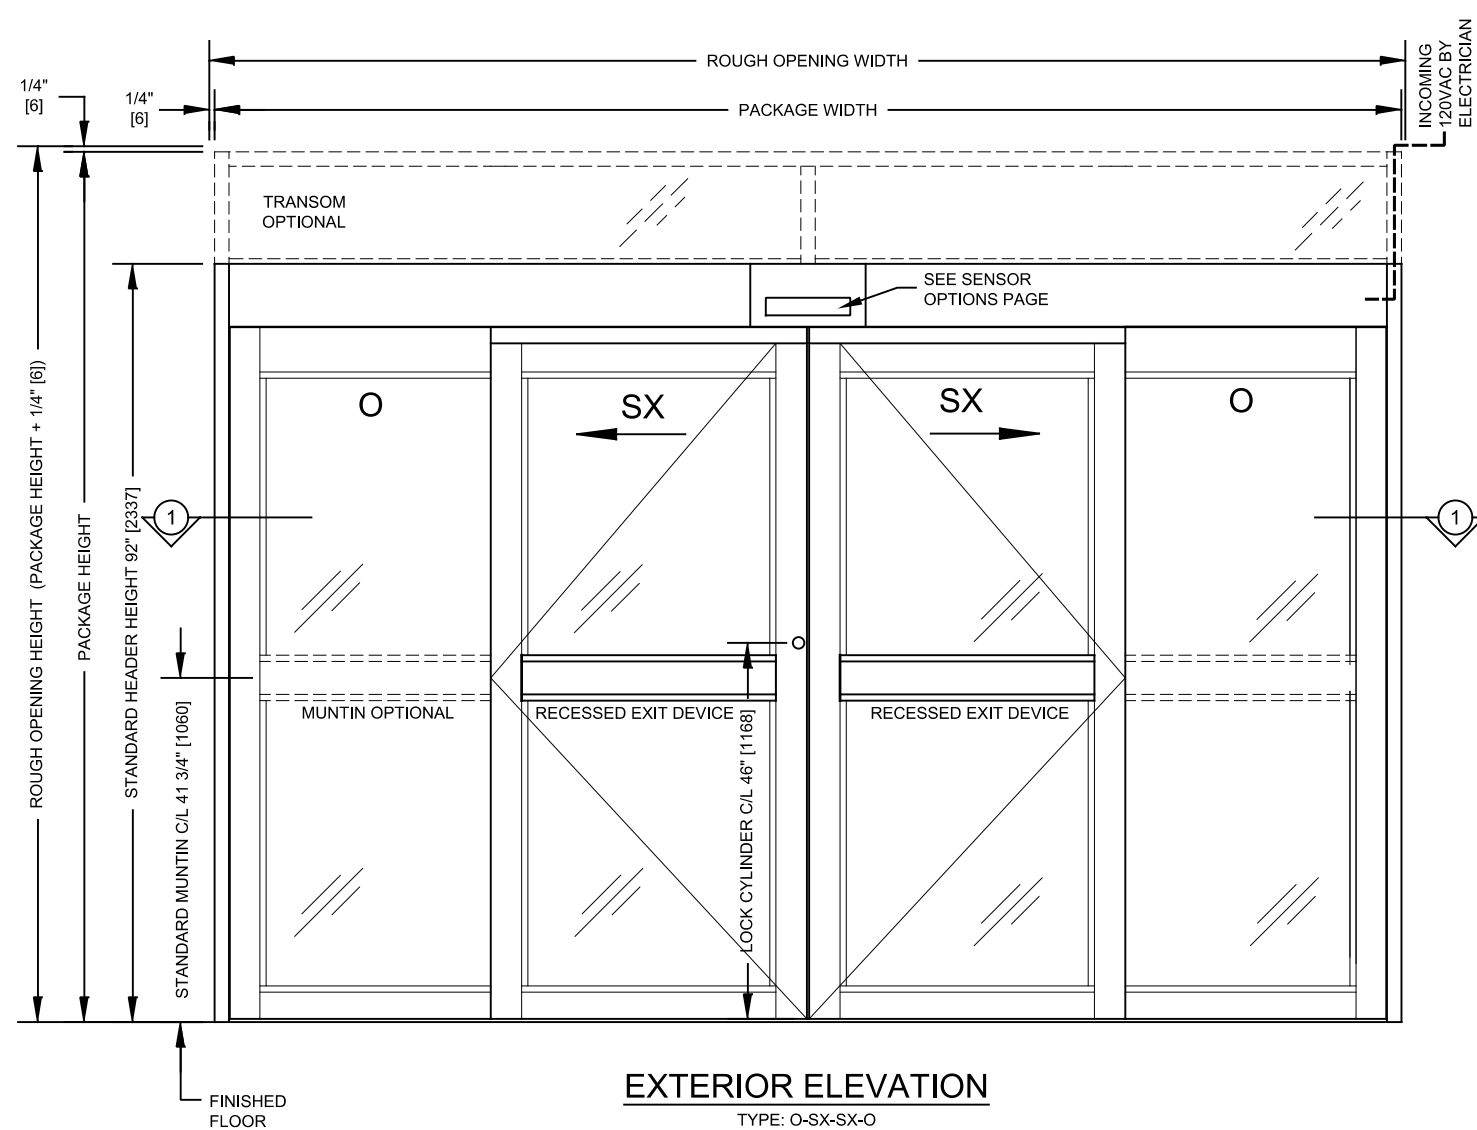 ROUGH OPENING WIDTH
PACKAGE WIDTH
1/4"
[6]
1/4"
[6]
INCOMING
120VAC BY
ELECTRICIAN
TRANSOM
OPTIONAL
SEE SENSOR
OPTIONS PAGE
O
SX
SX
O
1
1
ROUGH OPENING HEIGHT (PACKAGE HEIGHT + 1/4" [6])
PACKAGE HEIGHT
STANDARD HEADER HEIGHT 92" [2337]
STANDARD MUNTIN C/L 41 3/4" [1060]
MUNTIN OPTIONAL
RECESSED EXIT DEVICE
LOCK CYLINDER C/L 46" [1168]
RECESSED EXIT DEVICE
FINISHED
FLOOR
EXTERIOR ELEVATION
TYPE: O-SX-SX-O